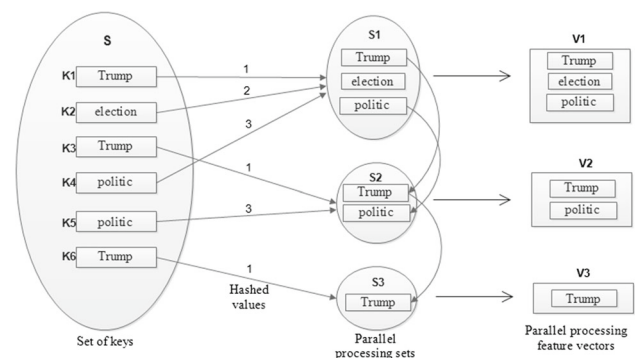 S
K1 Trump
K2 election
K3 Trump
K4 politic
K5 politic
K6 Trump
Set of keys
1
2
3
1
3
1
Hashed
values
S1
Trump
election
politic
S2
Trump
politic
S3
Trump
Parallel
processing sets
V1
Trump
election
politic
V2
Trump
politic
V3
Trump
Parallel processing
feature vectors